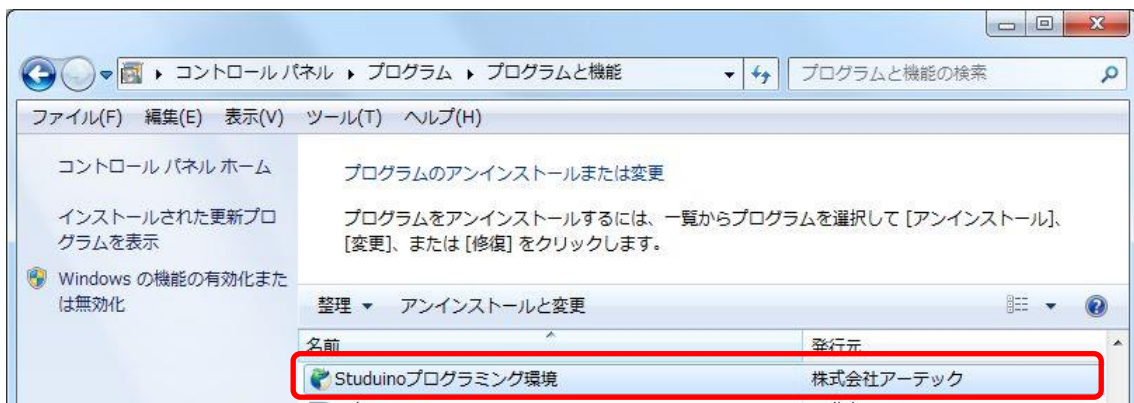 コントロール パネル ▸ プログラム ▸ プログラムと機能
プログラムと機能の検索
ファイル(F) 編集(E) 表示(V) ツール(T) ヘルプ(H)
コントロール パネル ホーム
インストールされた更新プロ
グラムを表示
Windows の機能の有効化また
は無効化
プログラムのアンインストールまたは変更
プログラムをアンインストールするには、一覧からプログラムを選択して [アンインストール]、
[変更]、または [修復] をクリックします。
整理 アンインストールと変更
名前 発行元
Studuinoプログラミング環境 株式会社アーテック